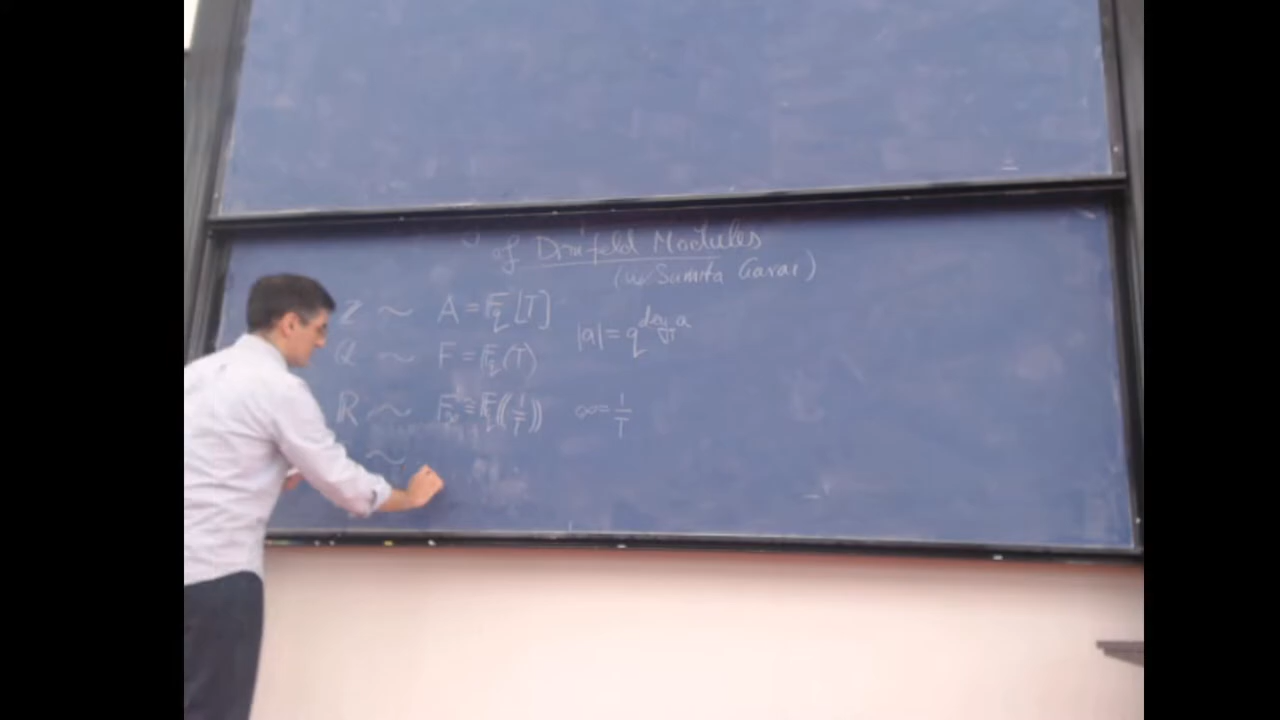 of Drinfeld Modules
(w/ Sumita Garai)
Z ~ A = F_q[T] |a| = q^{deg_T a}
Q ~ F = F_q(T)
R ~ F_∞ = F_q((1/T)) ∞ = 1/T
~